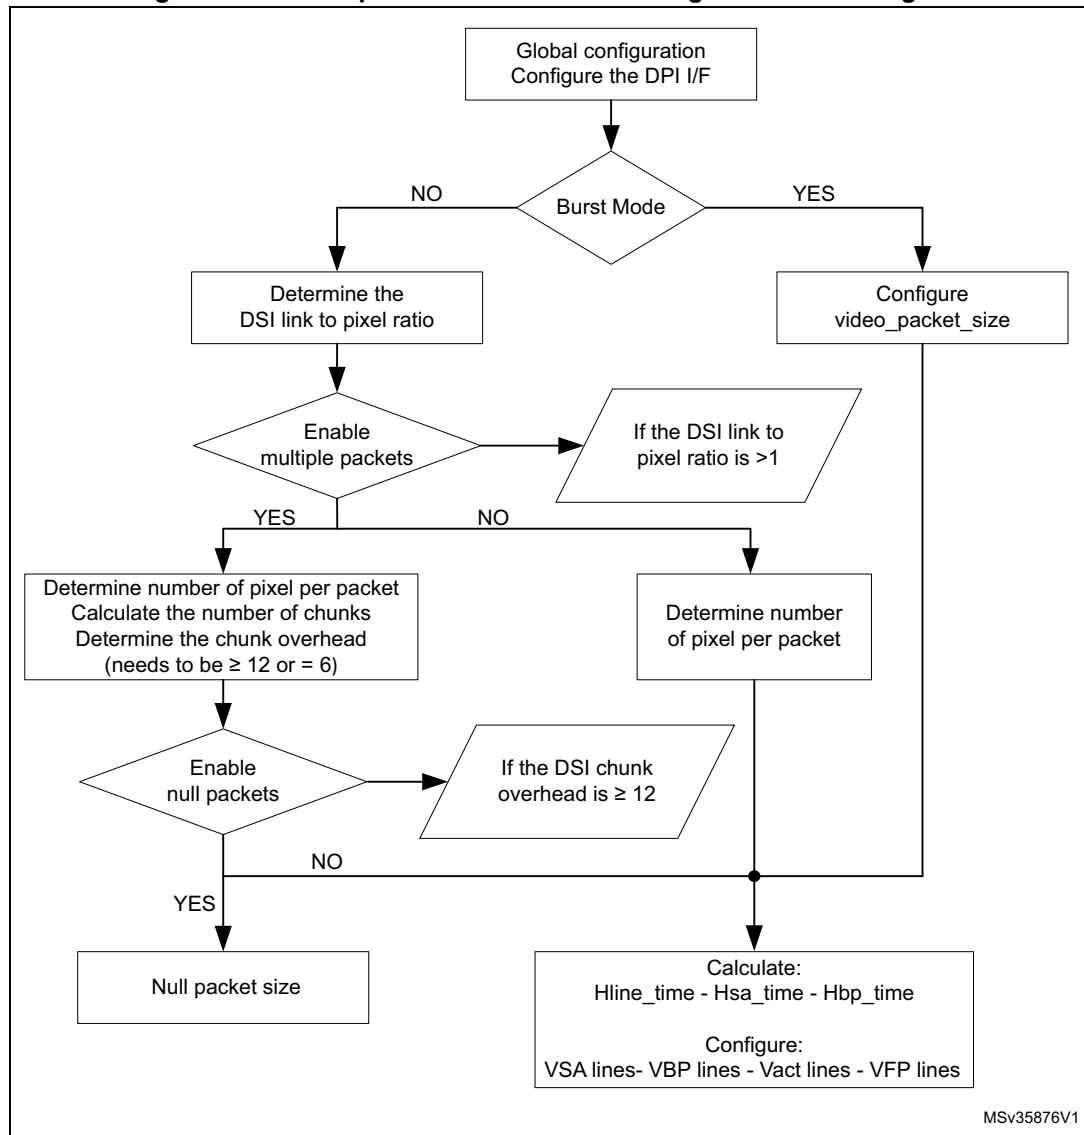 Global configuration
Configure the DPI I/F
NO
YES
Burst Mode
Determine the
DSI link to pixel ratio
Configure
video_packet_size
Enable
multiple packets
If the DSI link to
pixel ratio is >1
YES
NO
Determine number of pixel per packet
Calculate the number of chunks
Determine the chunk overhead
(needs to be ≥ 12 or = 6)
Determine number
of pixel per packet
Enable
null packets
If the DSI chunk
overhead is ≥ 12
NO
YES
Null packet size
Calculate:
Hline_time - Hsa_time - Hbp_time
Configure:
VSA lines- VBP lines - Vact lines - VFP lines
MSv35876V1